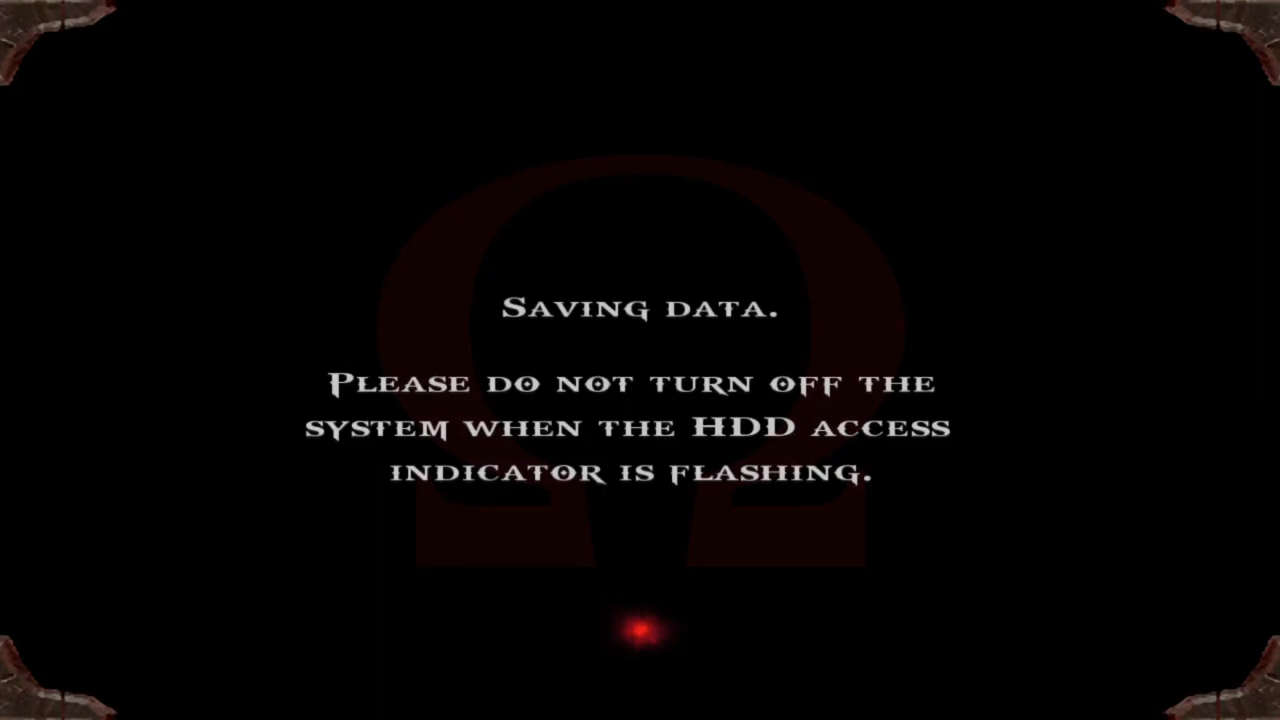 Saving data.
Please do not turn off the
system when the HDD access
indicator is flashing.